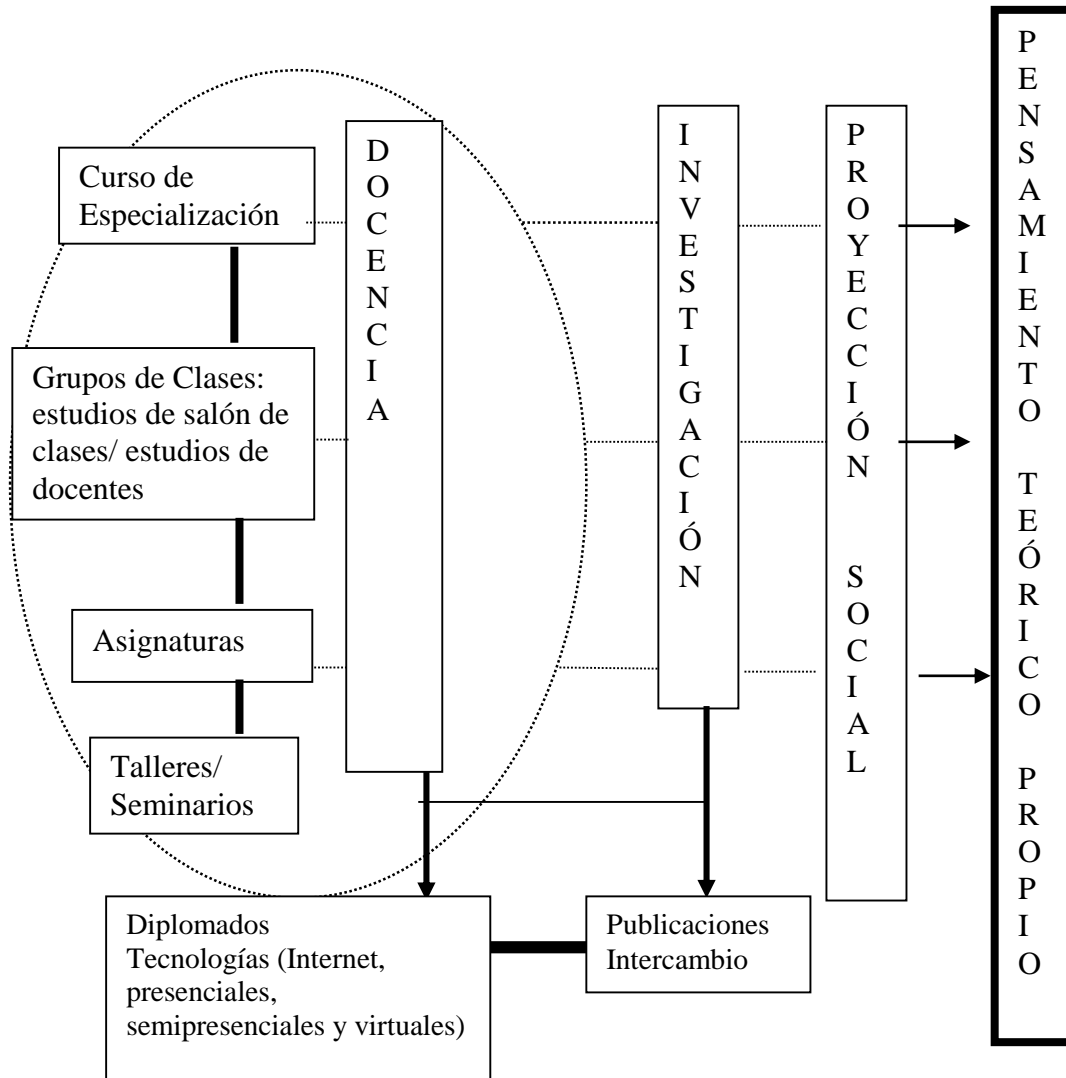 Curso de
Especialización
Grupos de Clases:
estudios de salón de
clases/ estudios de
docentes
Asignaturas
Talleres/
Seminarios
DOCENCIA
INVESTIGACIÓN
PROYECCIÓN SOCIAL
PENSAMIENTO TEÓRICO PROPIO
Diplomados
Tecnologías (Internet,
presenciales,
semipresenciales y virtuales)
Publicaciones
Intercambio